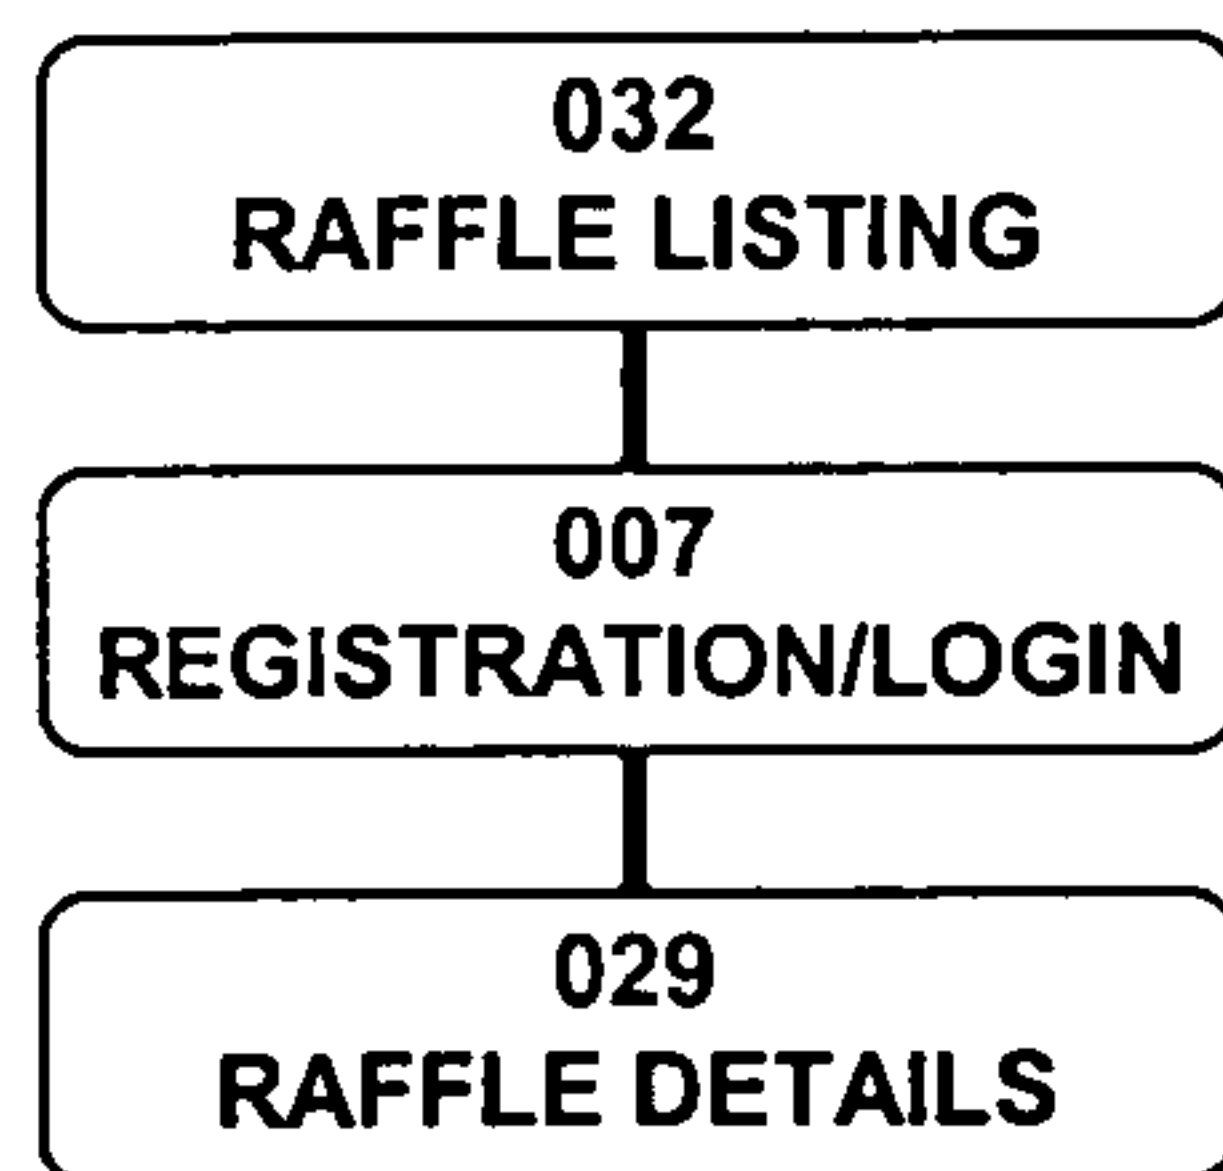 032
RAFFLE LISTING
007
REGISTRATION/LOGIN
029
RAFFLE DETAILS